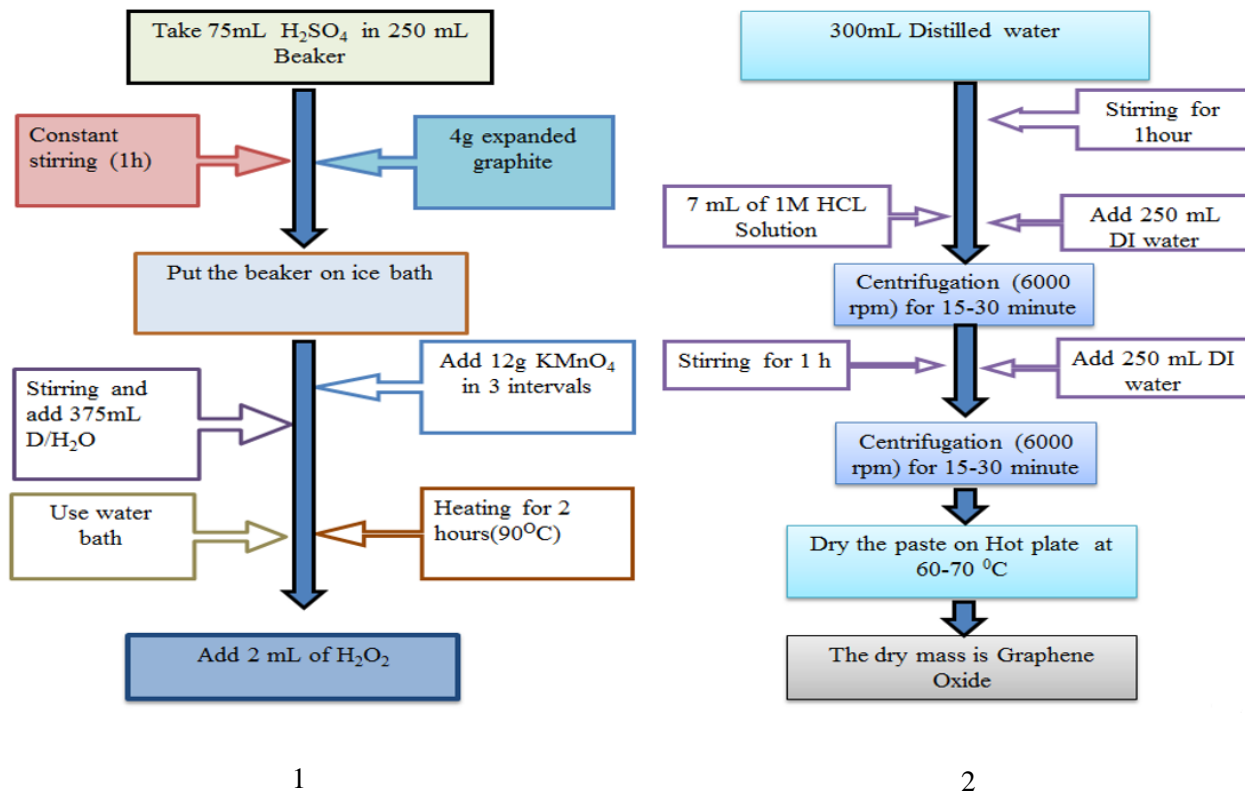 Take 75mL H₂SO₄ in 250 mL
Beaker
Constant
stirring (1h)
4g expanded
graphite
Put the beaker on ice bath
Add 12g KMnO₄
in 3 intervals
Stirring and
add 375mL
D/H₂O
Use water
bath
Heating for 2
hours(90ᴼC)
Add 2 mL of H₂O₂
1
300mL Distilled water
Stirring for
1hour
7 mL of 1M HCL
Solution
Add 250 mL
DI water
Centrifugation (6000
rpm) for 15-30 minute
Stirring for 1 h
Add 250 mL DI
water
Centrifugation (6000
rpm) for 15-30 minute
Dry the paste on Hot plate at
60-70 ⁰C
The dry mass is Graphene
Oxide
2